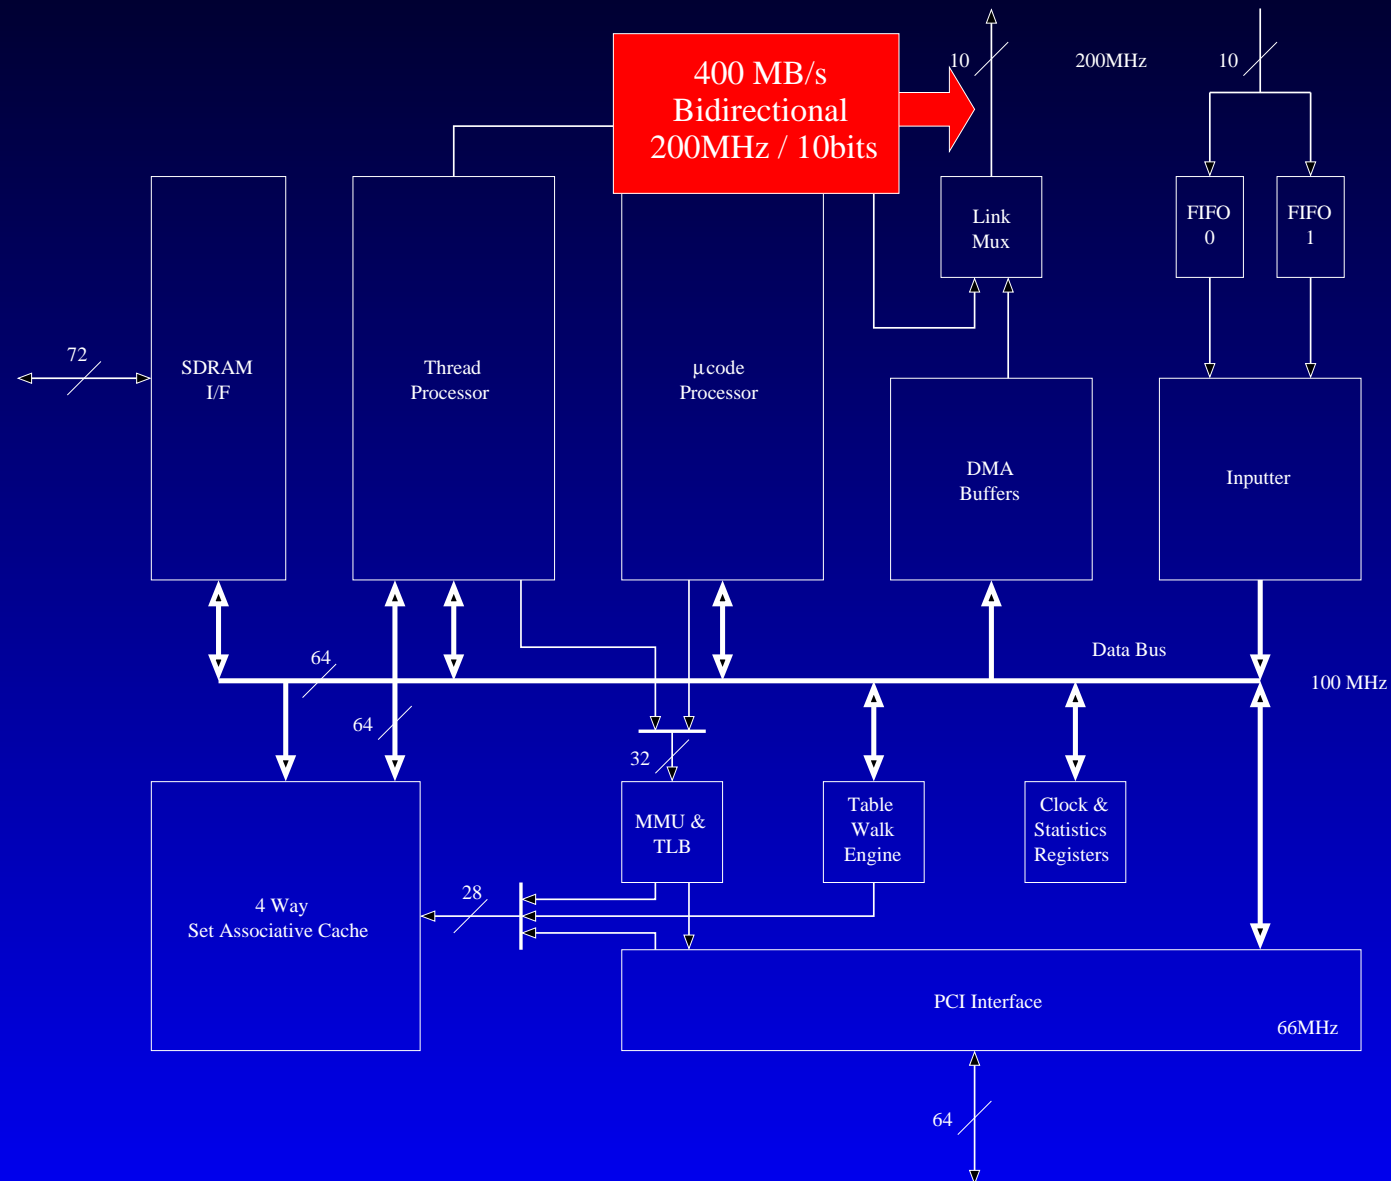 400 MB/s
Bidirectional
200MHz / 10bits
10
200MHz
10
Link
Mux
FIFO
0
FIFO
1
72
SDRAM
I/F
Thread
Processor
µcode
Processor
DMA
Buffers
Inputter
Data Bus
64
100 MHz
64
32
MMU &
TLB
Table
Walk
Engine
Clock &
Statistics
Registers
28
4 Way
Set Associative Cache
PCI Interface
66MHz
64